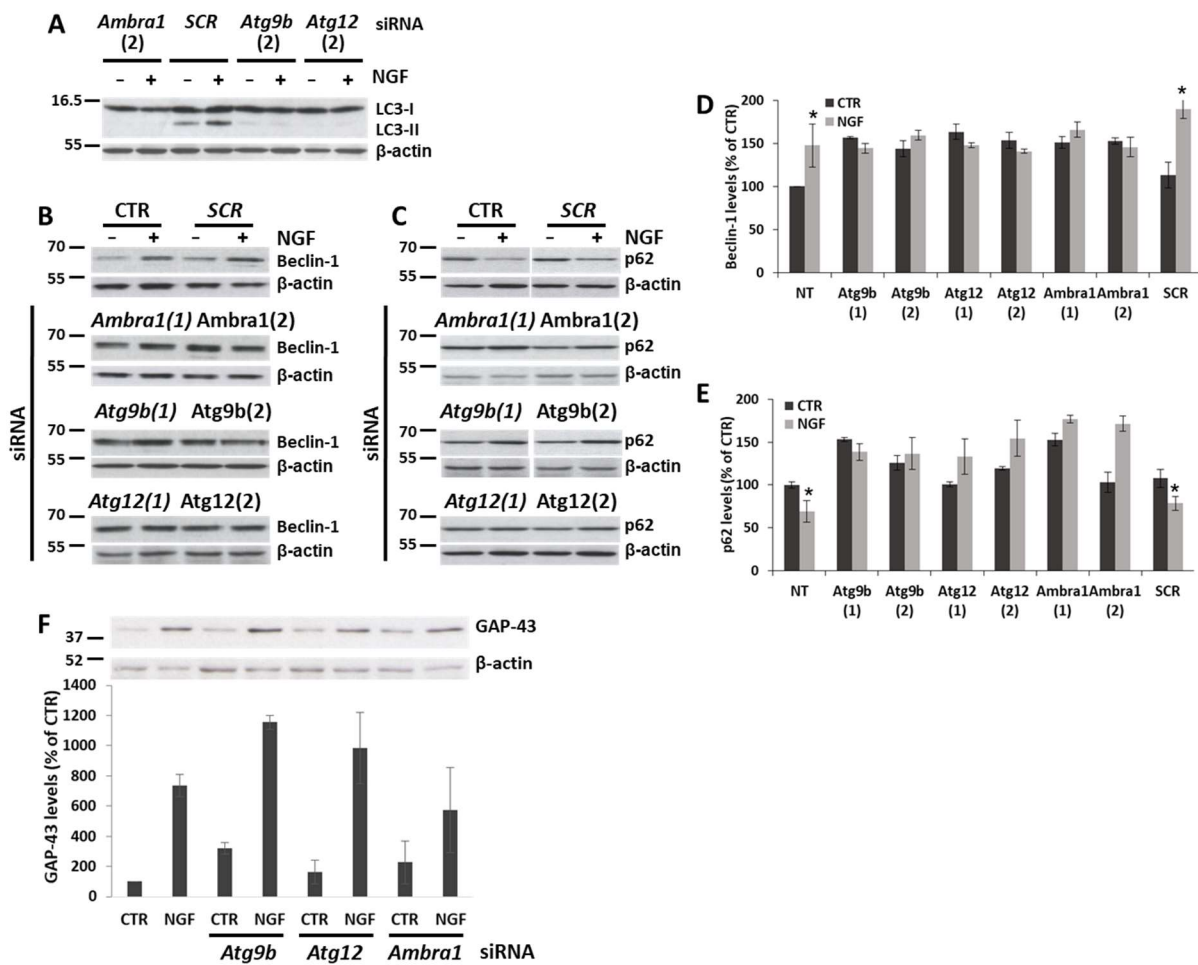 A
Ambra1 SCR Atg9b Atg12 siRNA
(2) (2) (2)
– + – + – + – + NGF
16.5 LC3-I
LC3-II
55 β-actin
B
CTR SCR
– + – + NGF
70 Beclin-1
55 β-actin
siRNA
Ambra1(1) Ambra1(2)
70 Beclin-1
55 β-actin
Atg9b(1) Atg9b(2)
70 Beclin-1
55 β-actin
Atg12(1) Atg12(2)
70 Beclin-1
55 β-actin
C
CTR SCR
– + – + NGF
70 p62
55 β-actin
siRNA
Ambra1(1) Ambra1(2)
70 p62
55 β-actin
Atg9b(1) Atg9b(2)
70 p62
55 β-actin
Atg12(1) Atg12(2)
70 p62
55 β-actin
D
Beclin-1 levels (% of CTR)
200
150
100
50
0
CTR
NGF
* *
NT Atg9b Atg9b Atg12 Atg12 Ambra1 Ambra1 SCR
(1) (2) (1) (2) (1) (2)
E
p62 levels (% of CTR)
200
150
100
50
0
CTR
NGF
* *
NT Atg9b Atg9b Atg12 Atg12 Ambra1 Ambra1 SCR
(1) (2) (1) (2) (1) (2)
F
37 GAP-43
52 β-actin
GAP-43 levels (% of CTR)
1400
1200
1000
800
600
400
200
0
CTR NGF CTR NGF CTR NGF CTR NGF
Atg9b Atg12 Ambra1 siRNA